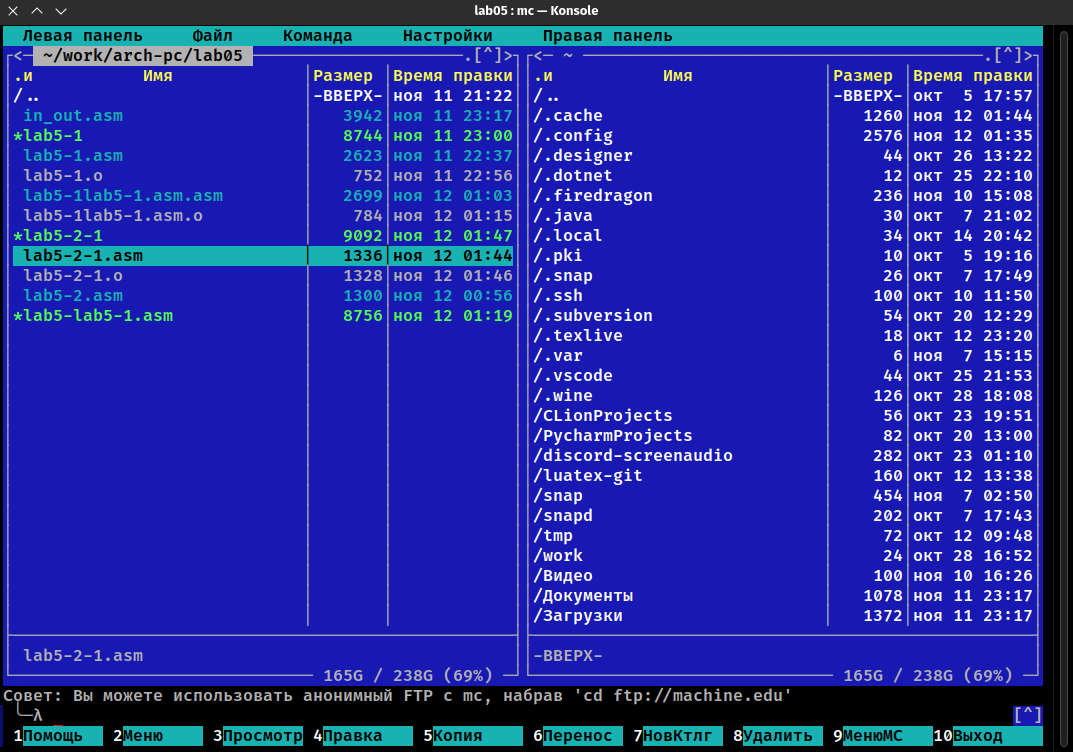 lab05 : mc — Konsole
Левая панель Файл Команда Настройки Правая панель
<— ~/work/arch-pc/lab05 .[^]> <— ~ .[^]>
.и Имя Размер Время правки .и Имя Размер Время правки
/.. -ВВЕРХ- ноя 11 21:22 /.. -ВВЕРХ- окт 5 17:57
in_out.asm 3942 ноя 11 23:17 /.cache 1260 ноя 12 01:44
*lab5-1 8744 ноя 11 23:00 /.config 2576 ноя 12 01:35
lab5-1.asm 2623 ноя 11 22:37 /.designer 44 окт 26 13:22
lab5-1.o 752 ноя 11 22:56 /.dotnet 12 окт 25 22:10
lab5-1lab5-1.asm.asm 2699 ноя 12 01:03 /.firedragon 236 ноя 10 15:08
lab5-1lab5-1.asm.o 784 ноя 12 01:15 /.java 30 окт 7 21:02
*lab5-2-1 9092 ноя 12 01:47 /.local 34 окт 14 20:42
lab5-2-1.asm 1336 ноя 12 01:44 /.pki 10 окт 5 19:16
lab5-2-1.o 1328 ноя 12 01:46 /.snap 26 окт 7 17:49
lab5-2.asm 1300 ноя 12 00:56 /.ssh 100 окт 10 11:50
*lab5-lab5-1.asm 8756 ноя 12 01:19 /.subversion 54 окт 20 12:29
/.texlive 18 окт 12 23:20
/.var 6 ноя 7 15:15
/.vscode 44 окт 25 21:53
/.wine 126 окт 28 18:08
/CLionProjects 56 окт 23 19:51
/PycharmProjects 82 окт 20 13:00
/discord-screenaudio 282 окт 23 01:10
/luatex-git 160 окт 12 13:38
/snap 454 ноя 7 02:50
/snapd 202 окт 7 17:43
/tmp 72 окт 12 09:48
/work 24 окт 28 16:52
/Видео 100 ноя 10 16:26
/Документы 1078 ноя 11 23:17
/Загрузки 1372 ноя 11 23:17
lab5-2-1.asm -ВВЕРХ-
165G / 238G (69%) 165G / 238G (69%)
Совет: Вы можете использовать анонимный FTP с mc, набрав 'cd ftp://machine.edu'
╰─λ _ [^]
1Помощь 2Меню 3Просмотр 4Правка 5Копия 6Перенос 7НовКтлг 8Удалить 9МенюMC 10Выход